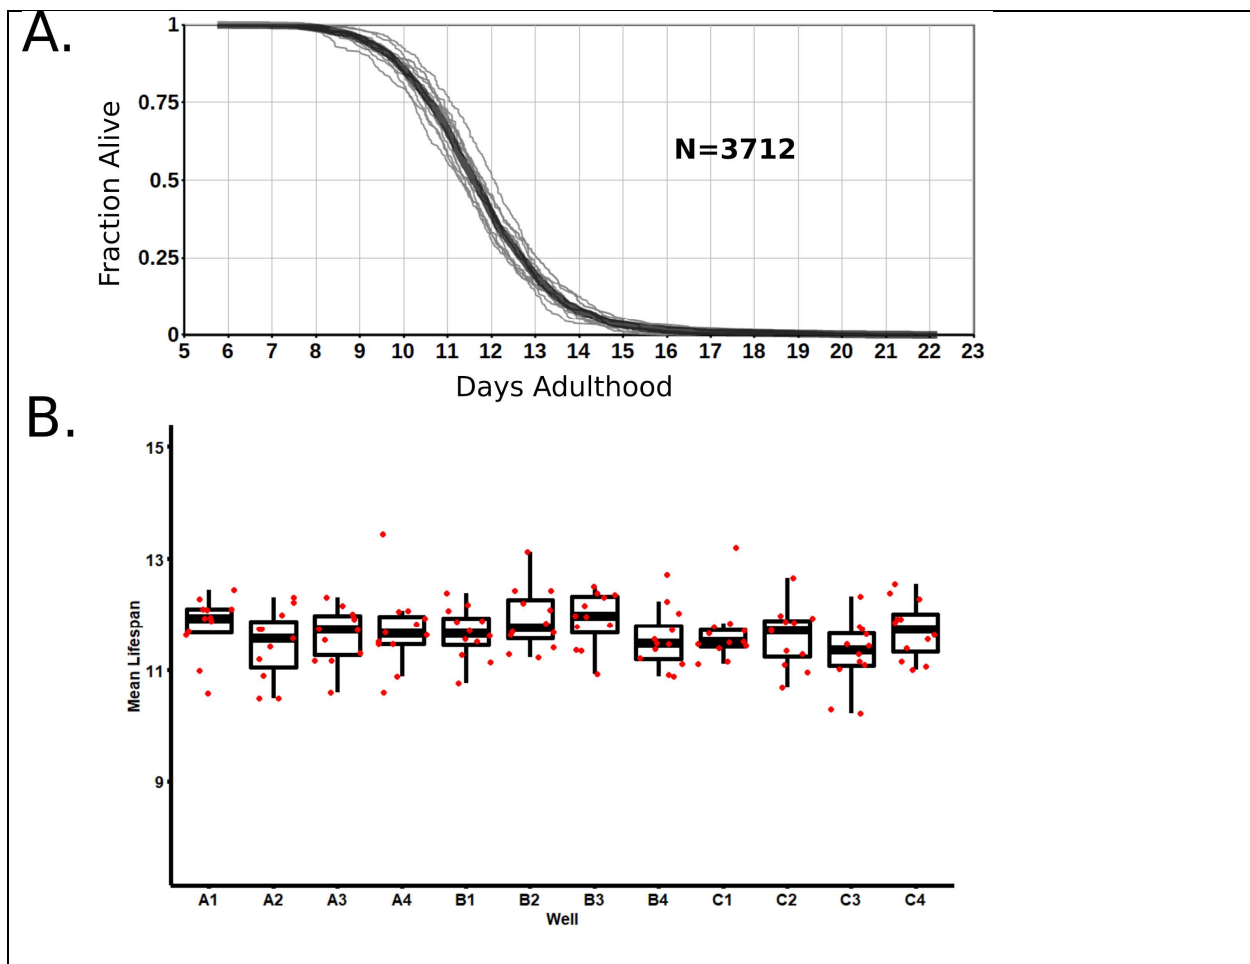 A.
1
0.75
0.5
0.25
0
Fraction Alive
N=3712
5 6 7 8 9 10 11 12 13 14 15 16 17 18 19 20 21 22 23
Days Adulthood
B.
15
13
11
9
Mean Lifespan
A1 A2 A3 A4 B1 B2 B3 B4 C1 C2 C3 C4
Well